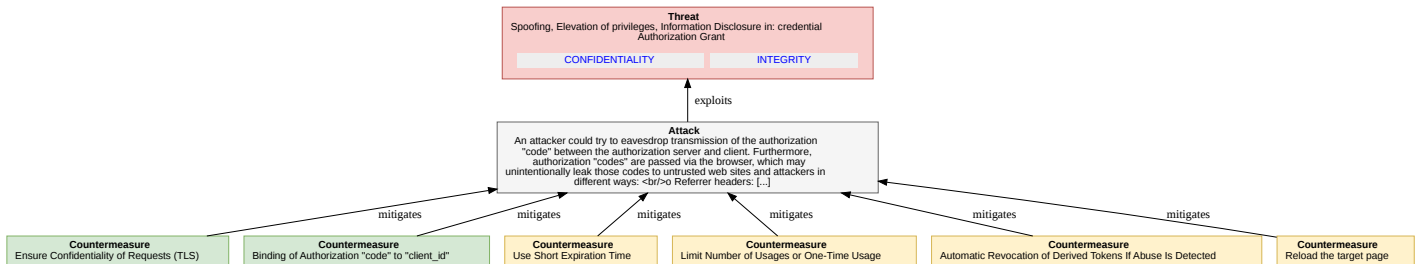 Threat
Spoofing, Elevation of privileges, Information Disclosure in: credential
Authorization Grant
CONFIDENTIALITY INTEGRITY
exploits
Attack
An attacker could try to eavesdrop transmission of the authorization
"code" between the authorization server and client. Furthermore,
authorization "codes" are passed via the browser, which may
unintentionally leak those codes to untrusted web sites and attackers in
different ways: <br/>o Referrer headers: [...]
mitigates mitigates mitigates mitigates mitigates mitigates
Countermeasure
Ensure Confidentiality of Requests (TLS)
Countermeasure
Binding of Authorization "code" to "client_id"
Countermeasure
Use Short Expiration Time
Countermeasure
Limit Number of Usages or One-Time Usage
Countermeasure
Automatic Revocation of Derived Tokens If Abuse Is Detected
Countermeasure
Reload the target page